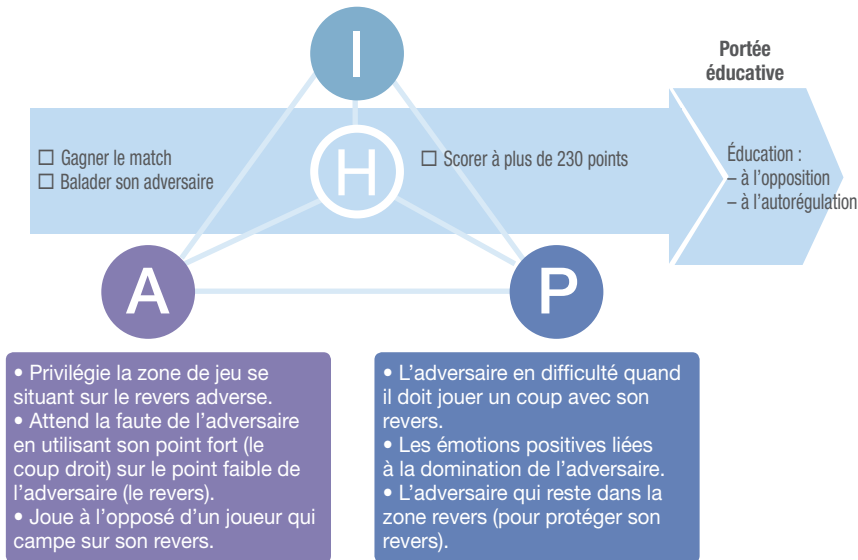 I
Portée
éducative
☐ Gagner le match
☐ Balader son adversaire
H
☐ Scorer à plus de 230 points
Éducation :
– à l'opposition
– à l'autorégulation
A
P
• Privilégie la zone de jeu se
situant sur le revers adverse.
• Attend la faute de l'adversaire
en utilisant son point fort (le
coup droit) sur le point faible de
l'adversaire (le revers).
• Joue à l'opposé d'un joueur qui
campe sur son revers.
• L'adversaire en difficulté quand
il doit jouer un coup avec son
revers.
• Les émotions positives liées
à la domination de l'adversaire.
• L'adversaire qui reste dans la
zone revers (pour protéger son
revers).